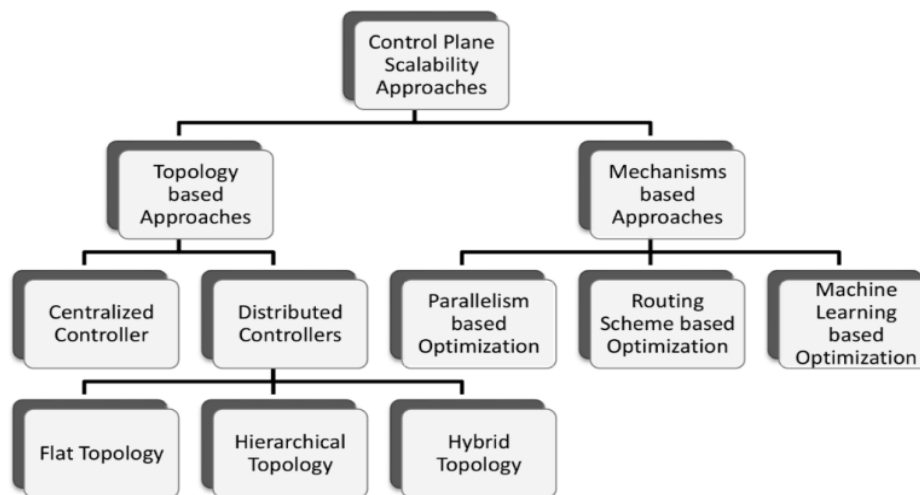 Control Plane
Scalability
Approaches
Topology
based
Approaches
Mechanisms
based
Approaches
Centralized
Controller
Distributed
Controllers
Parallelism
based
Optimization
Routing
Scheme based
Optimization
Machine
Learning
based
Optimization
Flat Topology
Hierarchical
Topology
Hybrid
Topology